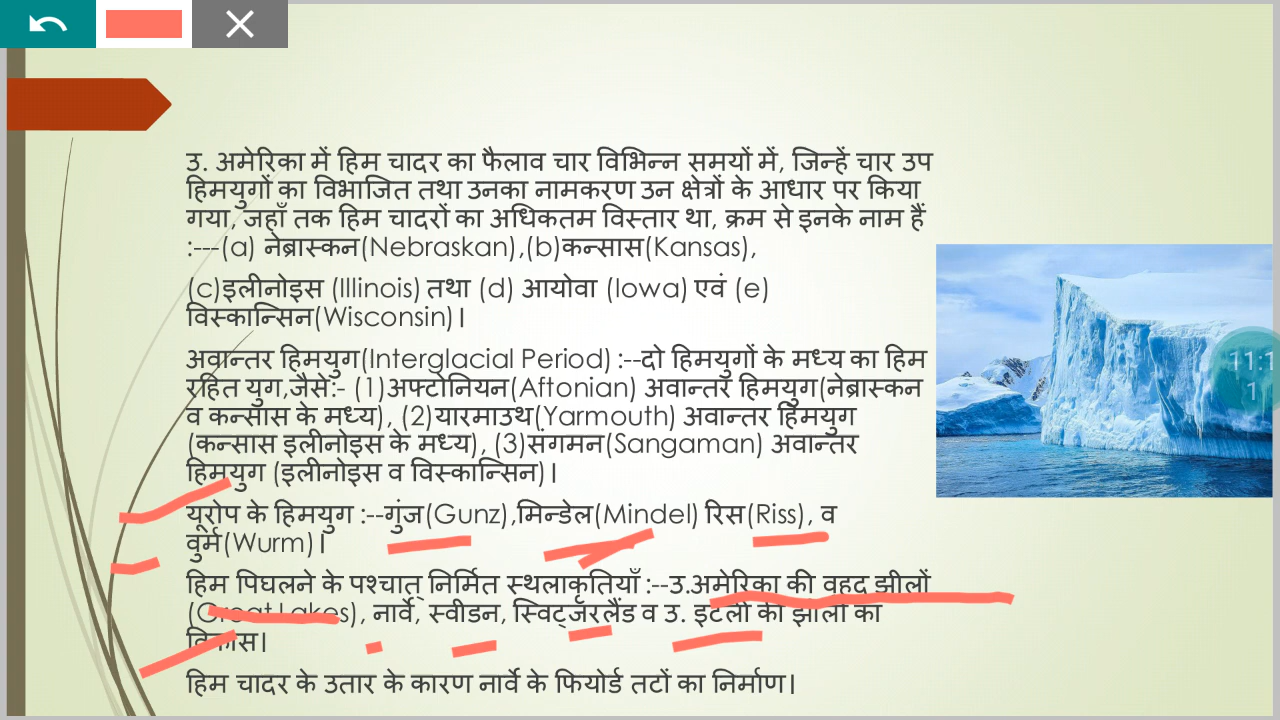 उ. अमेरिका में हिम चादर का फैलाव चार विभिन्न समयों में, जिन्हें चार उप
हिमयुगों का विभाजित तथा उनका नामकरण उन क्षेत्रों के आधार पर किया
गया, जहाँ तक हिम चादरों का अधिकतम विस्तार था, क्रम से इनके नाम हैं
:---(a) नेब्रास्कन(Nebraskan),(b)कन्सास(Kansas),
(c)इलीनोइस (Illinois) तथा (d) आयोवा (Iowa) एवं (e)
विस्कान्सिन(Wisconsin)।
अवान्तर हिमयुग(Interglacial Period) :--दो हिमयुगों के मध्य का हिम
रहित युग,जैसे:- (1)अफ्टोनियन(Aftonian) अवान्तर हिमयुग(नेब्रास्कन
व कन्सास के मध्य), (2)यारमाउथ(Yarmouth) अवान्तर हिमयुग
(कन्सास इलीनोइस के मध्य), (3)संगमन(Sangaman) अवान्तर
हिमयुग (इलीनोइस व विस्कान्सिन)।
यूरोप के हिमयुग :--गुंज(Gunz),मिन्डेल(Mindel) रिस(Riss), व
वुर्म(Wurm)।
हिम पिघलने के पश्चात् निर्मित स्थलाकृतियाँ :--उ.अमेरिका की वृहद झीलों
(Great Lakes), नार्वे, स्वीडन, स्विट्जरलैंड व उ. इटली की झीलों का
विकास।
हिम चादर के उतार के कारण नार्वे के फियोर्ड तटों का निर्माण।
11:1
1